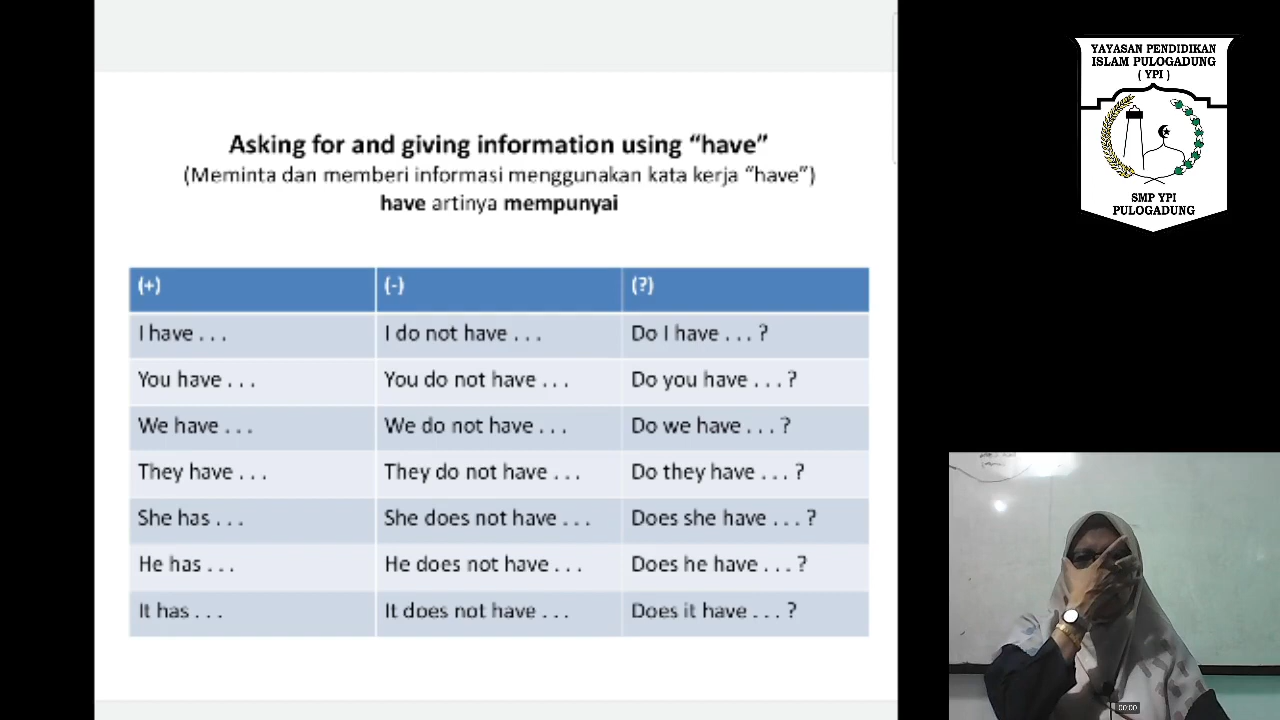 Asking for and giving information using “have”
(Meminta dan memberi informasi menggunakan kata kerja “have”)
have artinya mempunyai
(+) (-) (?)
I have . . . I do not have . . . Do I have . . . ?
You have . . . You do not have . . . Do you have . . . ?
We have . . . We do not have . . . Do we have . . . ?
They have . . . They do not have . . . Do they have . . . ?
She has . . . She does not have . . . Does she have . . . ?
He has . . . He does not have . . . Does he have . . . ?
It has . . . It does not have . . . Does it have . . . ?
YAYASAN PENDIDIKAN
ISLAM PULOGADUNG
( YPI )
SMP YPI
PULOGADUNG
00:00